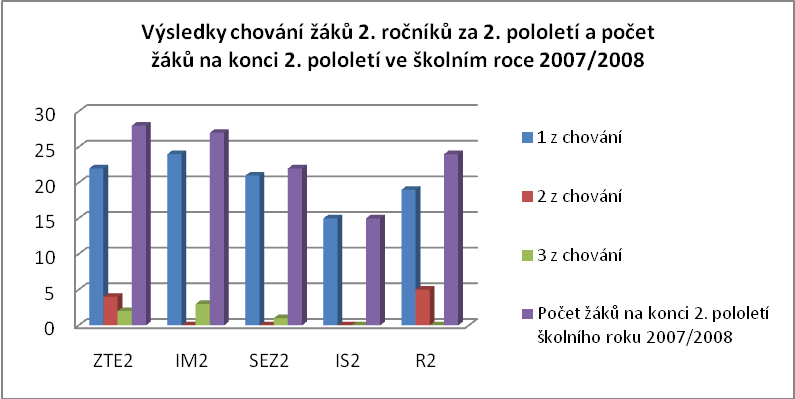 Výsledky chování žáků 2. ročníků za 2. pololetí a počet
žáků na konci 2. pololetí ve školním roce 2007/2008
30
25
20
15
10
5
0
ZTE2 IM2 SEZ2 IS2 R2
1 z chování
2 z chování
3 z chování
Počet žáků na konci 2. pololetí
školního roku 2007/2008